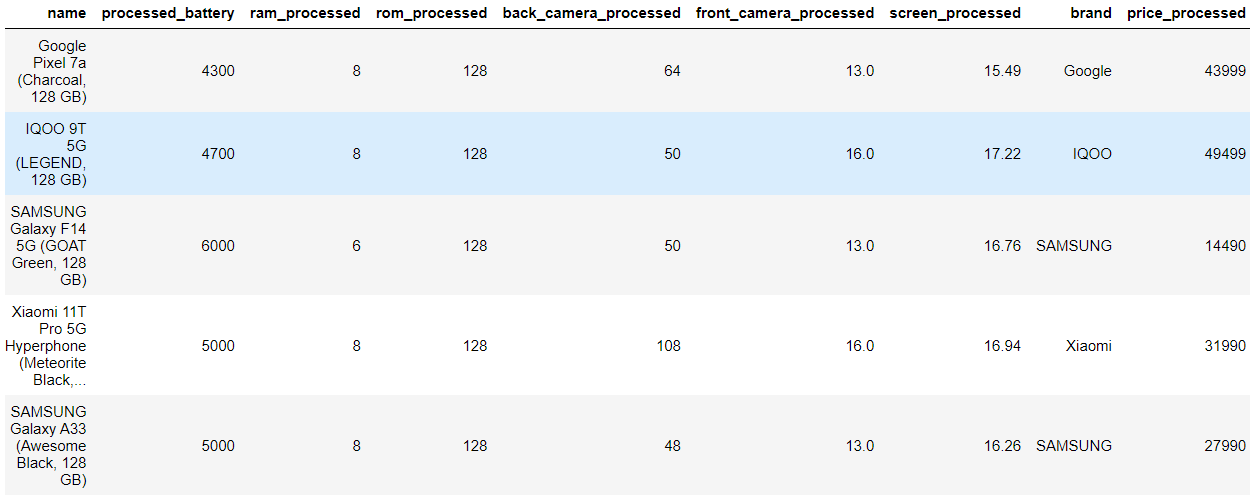 name processed_battery ram_processed rom_processed back_camera_processed front_camera_processed screen_processed brand price_processed
Google
Pixel 7a
(Charcoal,
128 GB)
4300 8 128 64 13.0 15.49 Google 43999
IQOO 9T
5G
(LEGEND,
128 GB)
4700 8 128 50 16.0 17.22 IQOO 49499
SAMSUNG
Galaxy F14
5G (GOAT
Green, 128
GB)
6000 6 128 50 13.0 16.76 SAMSUNG 14490
Xiaomi 11T
Pro 5G
Hyperphone
(Meteorite
Black,...
5000 8 128 108 16.0 16.94 Xiaomi 31990
SAMSUNG
Galaxy A33
(Awesome
Black, 128
GB)
5000 8 128 48 13.0 16.26 SAMSUNG 27990